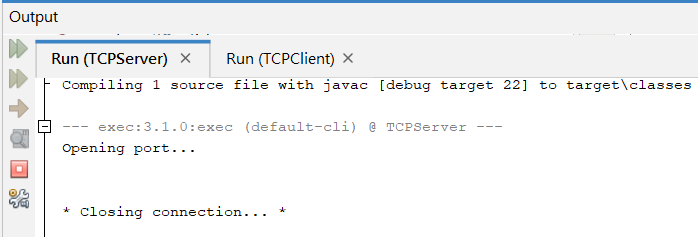 Output
Run (TCPServer) × Run (TCPClient) ×
Compiling 1 source file with javac [debug target 22] to target\classes
--- exec:3.1.0:exec (default-cli) @ TCPServer ---
Opening port...
* Closing connection... *